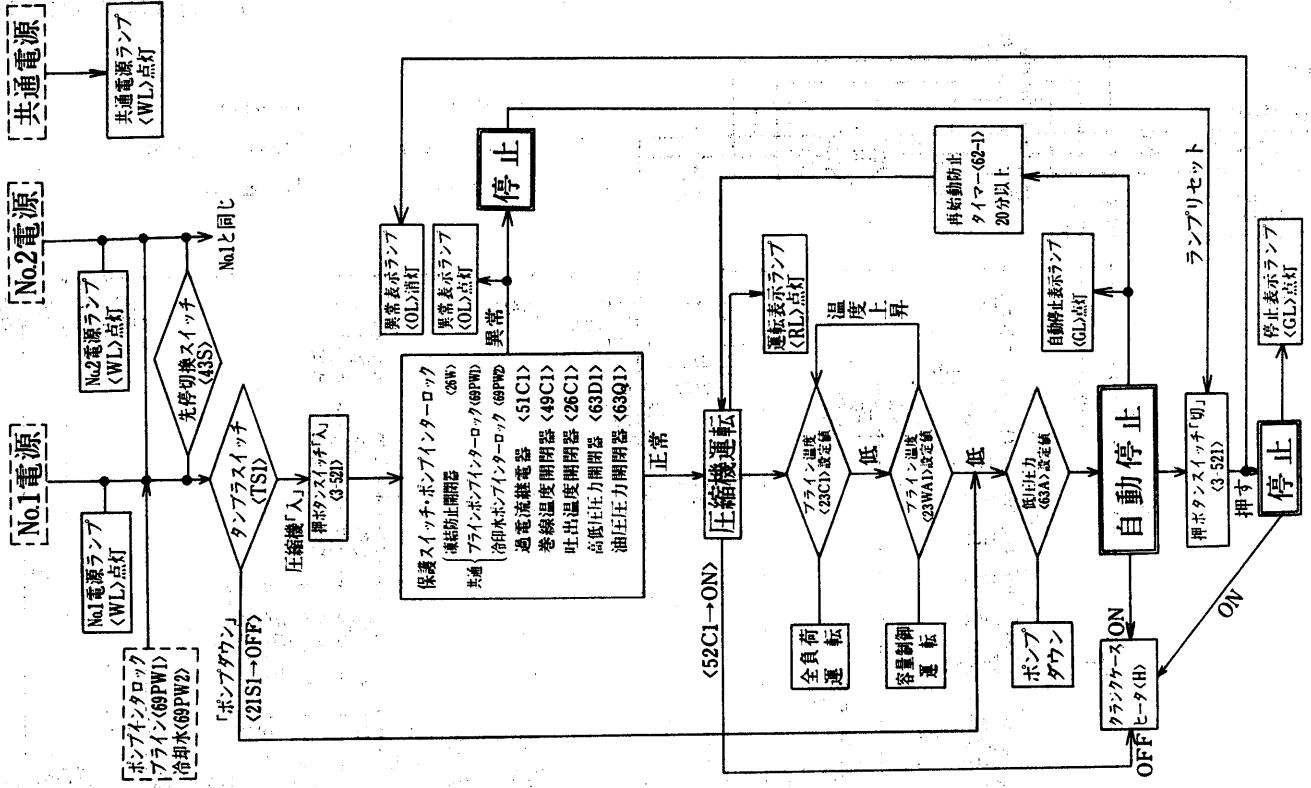 共通電源
共通電源ランプ
〈WL〉点灯
No.2電源
No.2電源ランプ
〈WL〉点灯
No.1と同じ
先停切換スイッチ
〈43S〉
No.1電源
No.1電源ランプ
〈WL〉点灯
ポンプインタロック
ブライン〈69PW1〉
冷却水〈69PW2〉
タンブラスイッチ
〈TS1〉
「ポンプダウン」
〈21S1→OFF〉
圧縮機「入」
押ボタンスイッチ「入」
〈3-521〉
保護スイッチ・ポンプインターロック
共通
凍結防止開閉器 〈26W〉
ブラインポンプインターロック〈69PW1〉
冷印水ポンプインターロック〈69PW2〉
過電流継電器 〈51C1〉
巻線温度開閉器 〈49C1〉
吐出温度開閉器 〈26C1〉
高低圧圧力開閉器 〈63D1〉
油圧圧力開閉器 〈63Q1〉
異常
異常表示ランプ
〈OL〉点灯
異常表示ランプ
〈OL〉消灯
停止
正常
圧縮機運転
〈52C1→ON〉
運転表示ランプ
〈RL〉点灯
再始動防止
タイマー〈62-1〉
20分以上
ブライン温度
〈23C1〉設定値
全負荷
運転
低
温度上昇
ブライン温度
〈23WA1〉設定値
容量制御
運転
低
低圧圧力
〈63A〉設定値
ポンプ
ダウン
自動停止
自動停止表示ランプ
〈GL〉点灯
ON
クランクケース
ヒータ〈H〉
OFF
押ボタンスイッチ「切」
〈3-521〉
ランプリセット
押す
停止
停止表示ランプ
〈GL〉点灯
ON